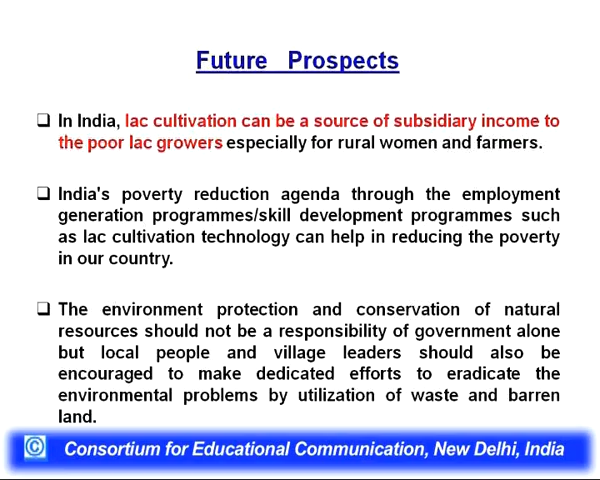 Future Prospects
❑ In India, lac cultivation can be a source of subsidiary income to
the poor lac growers especially for rural women and farmers.
❑ India's poverty reduction agenda through the employment
generation programmes/skill development programmes such
as lac cultivation technology can help in reducing the poverty
in our country.
❑ The environment protection and conservation of natural
resources should not be a responsibility of government alone
but local people and village leaders should also be
encouraged to make dedicated efforts to eradicate the
environmental problems by utilization of waste and barren
land.
© Consortium for Educational Communication, New Delhi, India